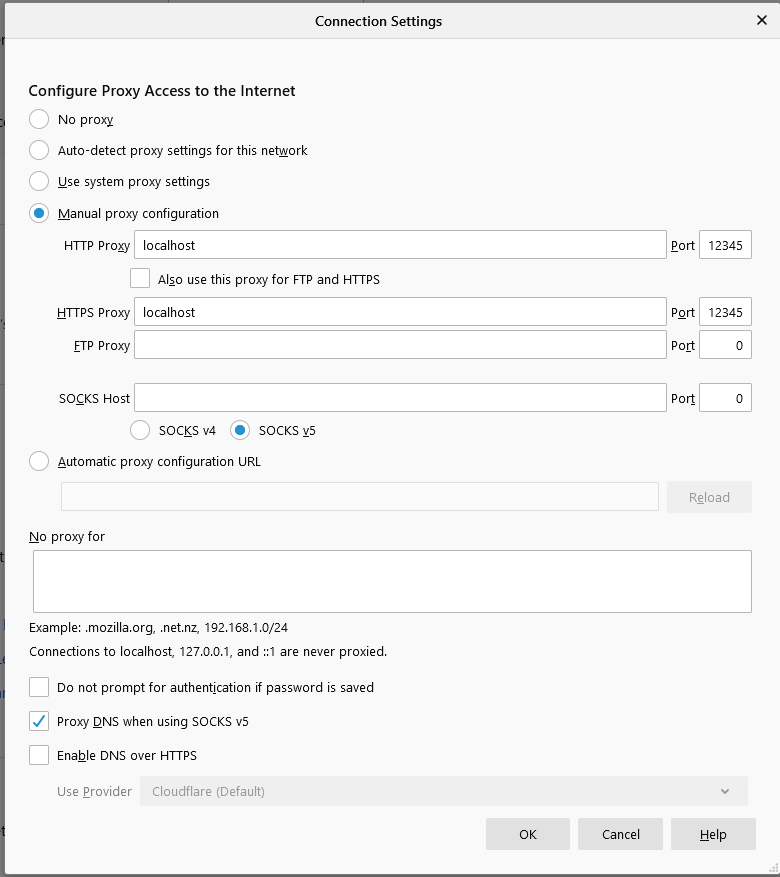 Connection Settings
Configure Proxy Access to the Internet
No proxy
Auto-detect proxy settings for this network
Use system proxy settings
Manual proxy configuration
HTTP Proxy localhost Port 12345
Also use this proxy for FTP and HTTPS
HTTPS Proxy localhost Port 12345
FTP Proxy Port 0
SOCKS Host Port 0
SOCKS v4 SOCKS v5
Automatic proxy configuration URL
Reload
No proxy for
Example: .mozilla.org, .net.nz, 192.168.1.0/24
Connections to localhost, 127.0.0.1, and ::1 are never proxied.
Do not prompt for authentication if password is saved
Proxy DNS when using SOCKS v5
Enable DNS over HTTPS
Use Provider Cloudflare (Default)
OK Cancel Help